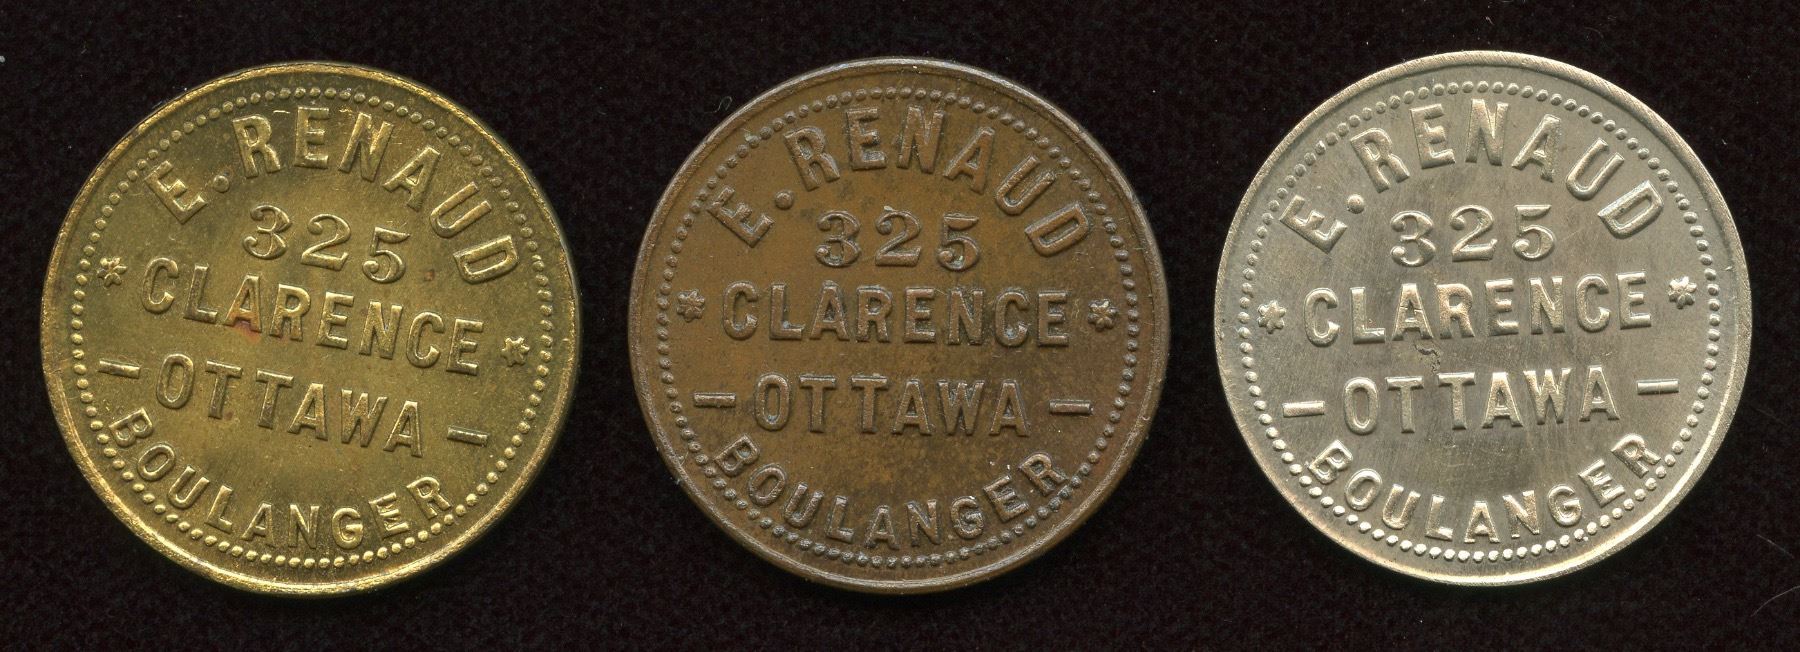 E. RENAUD
325
CLARENCE
- OTTAWA -
BOULANGER
E. RENAUD
325
CLARENCE
- OTTAWA -
BOULANGER
E. RENAUD
325
CLARENCE
- OTTAWA -
BOULANGER